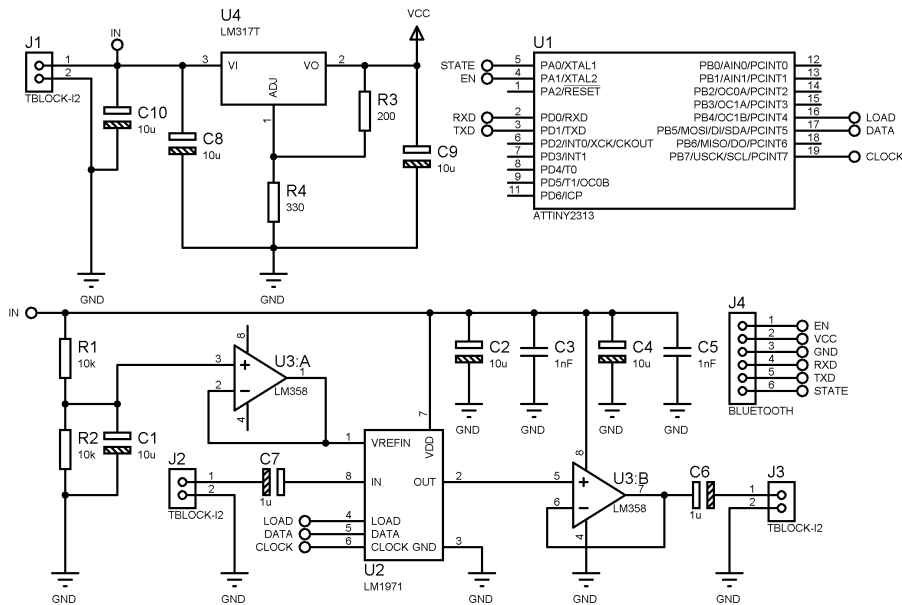 J1
1
2
TBLOCK-I2
IN
C10
10u
C8
10u
U4
LM317T
3
VI
VO
2
ADJ
1
R3
200
R4
330
C9
10u
VCC
GND
GND
U1
STATE
5
PA0/XTAL1
EN
4
PA1/XTAL2
1
PA2/RESET
RXD
2
PD0/RXD
TXD
3
PD1/TXD
6
PD2/INT0/XCK/CKOUT
7
PD3/INT1
8
PD4/T0
9
PD5/T1/OC0B
11
PD6/ICP
PB0/AIN0/PCINT0
12
PB1/AIN1/PCINT1
13
PB2/OC0A/PCINT2
14
PB3/OC1A/PCINT3
15
PB4/OC1B/PCINT4
16
LOAD
PB5/MOSI/DI/SDA/PCINT5
17
DATA
PB6/MISO/DO/PCINT6
18
PB7/USCK/SCL/PCINT7
19
CLOCK
ATTINY2313
IN
R1
10k
R2
10k
C1
10u
GND
8
3
2
1
4
U3:A
LM358
J2
1
2
TBLOCK-I2
GND
C7
1u
LOAD
DATA
CLOCK
1
VREFIN
7
VDD
8
IN
OUT
2
4
LOAD
5
DATA
6
CLOCK
GND
3
U2
LM1971
GND
C2
10u
GND
C3
1nF
GND
C4
10u
GND
C5
1nF
GND
8
5
6
7
4
U3:B
LM358
GND
C6
1u
J3
1
2
TBLOCK-I2
GND
J4
1
EN
2
VCC
3
GND
4
RXD
5
TXD
6
STATE
BLUETOOTH